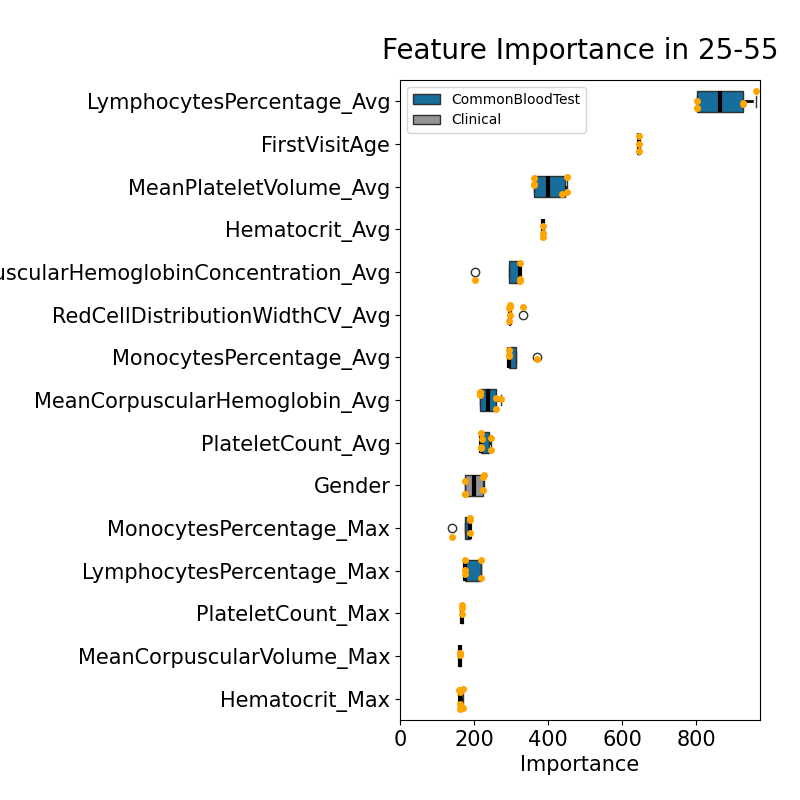 Feature Importance in 25-55
CommonBloodTest
Clinical
LymphocytesPercentage_Avg
FirstVisitAge
MeanPlateletVolume_Avg
Hematocrit_Avg
uscularHemoglobinConcentration_Avg
RedCellDistributionWidthCV_Avg
MonocytesPercentage_Avg
MeanCorpuscularHemoglobin_Avg
PlateletCount_Avg
Gender
MonocytesPercentage_Max
LymphocytesPercentage_Max
PlateletCount_Max
MeanCorpuscularVolume_Max
Hematocrit_Max
0 200 400 600 800
Importance